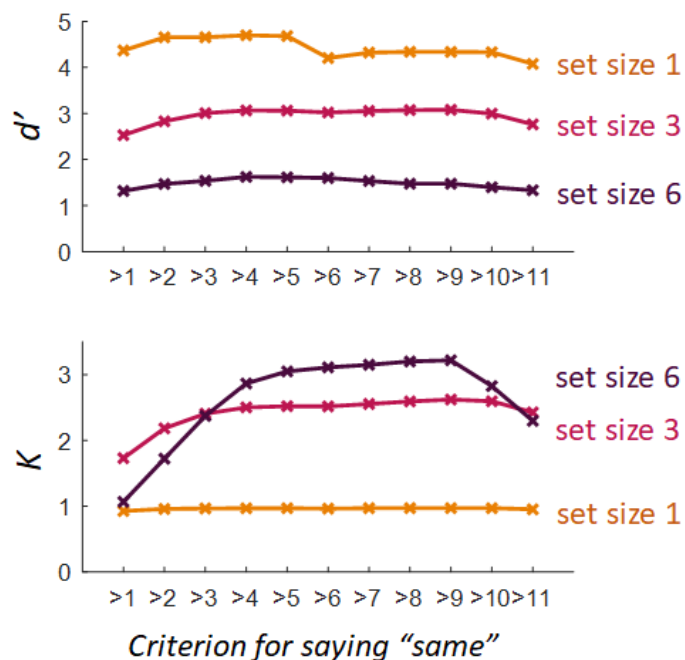 5
4
3
2
1
0
d′
set size 1
set size 3
set size 6
>1 >2 >3 >4 >5 >6 >7 >8 >9 >10 >11
3
2
1
0
K
set size 6
set size 3
set size 1
>1 >2 >3 >4 >5 >6 >7 >8 >9 >10 >11
Criterion for saying “same”